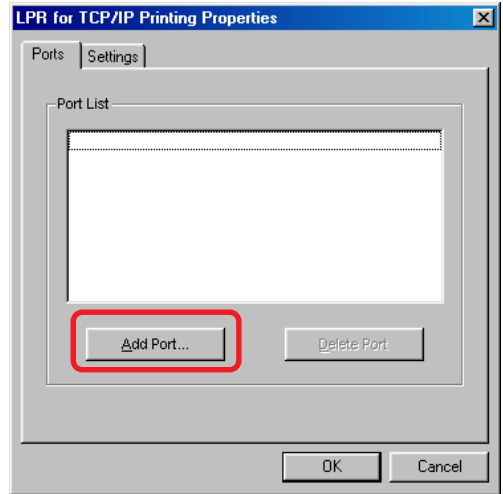 LPR for TCP/IP Printing Properties
Ports Settings
Port List
Add Port... Delete Port
OK Cancel